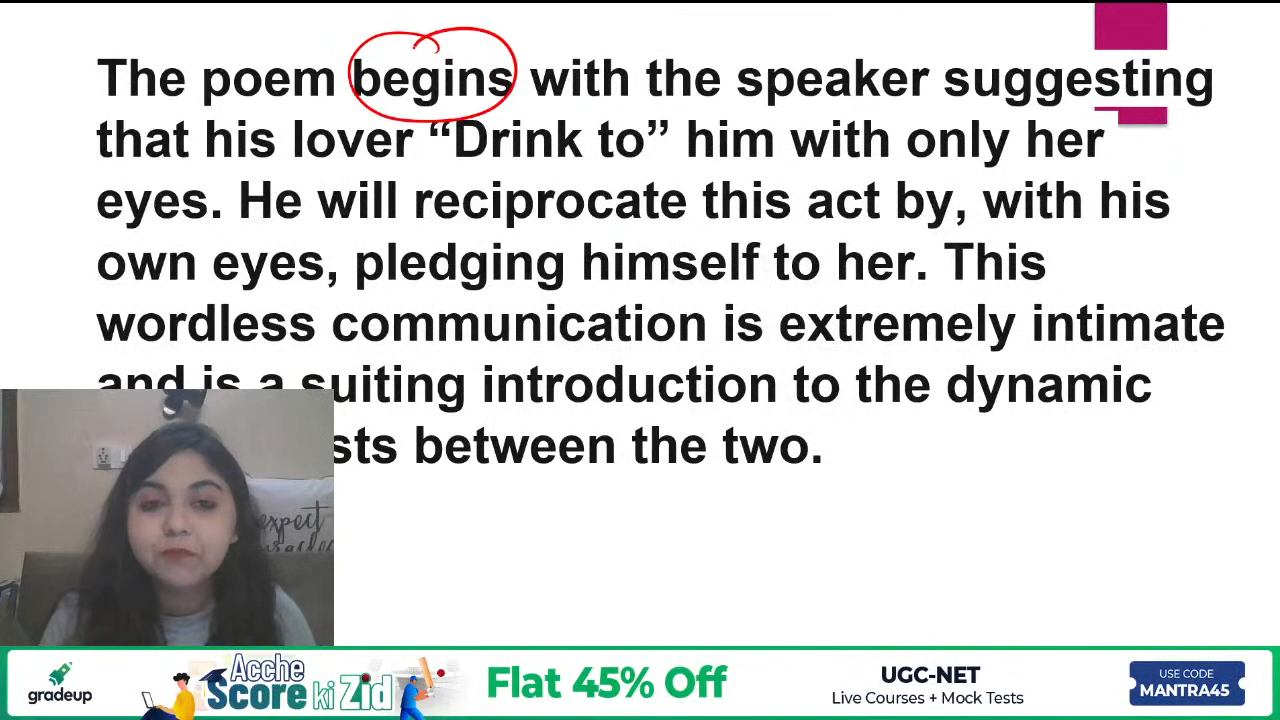 The poem begins with the speaker suggesting
that his lover “Drink to” him with only her
eyes. He will reciprocate this act by, with his
own eyes, pledging himself to her. This
wordless communication is extremely intimate
and is a suiting introduction to the dynamic
sts between the two.
expect
gradeup
Acche
Score ki Zid
Flat 45% Off
UGC-NET
Live Courses + Mock Tests
USE CODE
MANTRA45